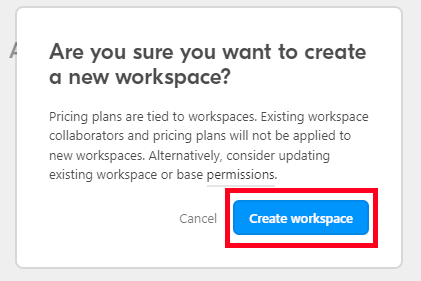 Are you sure you want to create
a new workspace?
Pricing plans are tied to workspaces. Existing workspace
collaborators and pricing plans will not be applied to
new workspaces. Alternatively, consider updating
existing workspace or base permissions.
Cancel
Create workspace